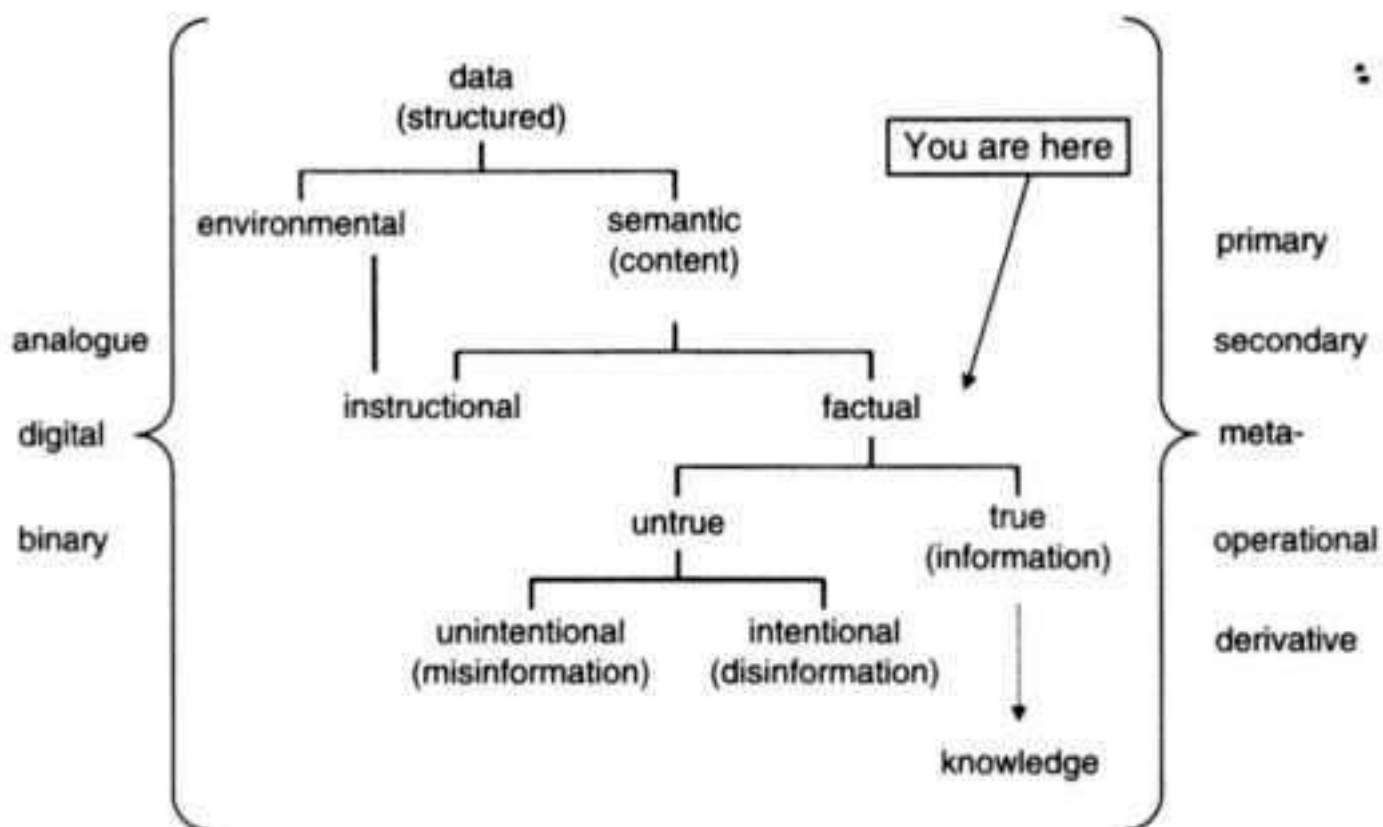 data
(structured)
You are here
environmental
semantic
(content)
primary
analogue
secondary
instructional
factual
digital
meta-
untrue
true
(information)
binary
operational
unintentional
(misinformation)
intentional
(disinformation)
derivative
knowledge